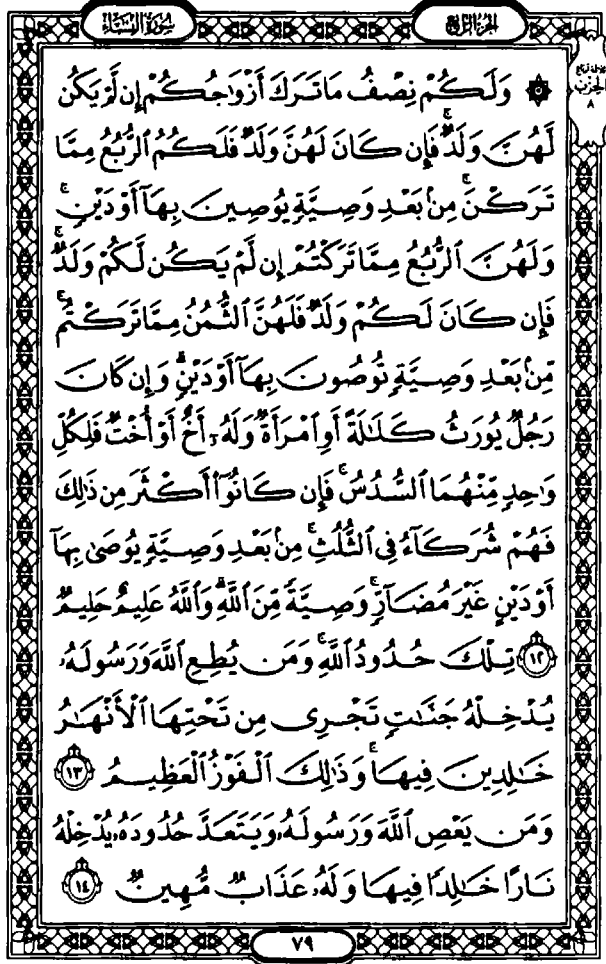 سورة النساء
الجزء الرابع
ثلاثة أرباع
الحزب
٨
۞ وَلَكُمْ نِصْفُ مَا تَرَكَ أَزْوَٰجُكُمْ إِن لَّمْ يَكُن
لَّهُنَّ وَلَدٌ ۚ فَإِن كَانَ لَهُنَّ وَلَدٌ فَلَكُمُ ٱلرُّبُعُ مِمَّا
تَرَكْنَ ۚ مِنۢ بَعْدِ وَصِيَّةٍ يُوصِينَ بِهَآ أَوْ دَيْنٍ ۚ
وَلَهُنَّ ٱلرُّبُعُ مِمَّا تَرَكْتُمْ إِن لَّمْ يَكُن لَّكُمْ وَلَدٌ ۚ
فَإِن كَانَ لَكُمْ وَلَدٌ فَلَهُنَّ ٱلثُّمُنُ مِمَّا تَرَكْتُم ۚ
مِّنۢ بَعْدِ وَصِيَّةٍ تُوصُونَ بِهَآ أَوْ دَيْنٍ ۗ وَإِن كَانَ
رَجُلٌ يُورَثُ كَلَٰلَةً أَوِ ٱمْرَأَةٌ وَلَهُۥٓ أَخٌ أَوْ أُخْتٌ فَلِكُلِّ
وَٰحِدٍ مِّنْهُمَا ٱلسُّدُسُ ۚ فَإِن كَانُوٓا۟ أَكْثَرَ مِن ذَٰلِكَ
فَهُمْ شُرَكَآءُ فِى ٱلثُّلُثِ ۚ مِنۢ بَعْدِ وَصِيَّةٍ يُوصَىٰ بِهَآ
أَوْ دَيْنٍ غَيْرَ مُضَآرٍّ ۚ وَصِيَّةً مِّنَ ٱللَّهِ ۗ وَٱللَّهُ عَلِيمٌ حَلِيمٌ
١٢ تِلْكَ حُدُودُ ٱللَّهِ ۚ وَمَن يُطِعِ ٱللَّهَ وَرَسُولَهُۥ
يُدْخِلْهُ جَنَّٰتٍ تَجْرِى مِن تَحْتِهَا ٱلْأَنْهَٰرُ
خَٰلِدِينَ فِيهَا ۚ وَذَٰلِكَ ٱلْفَوْزُ ٱلْعَظِيمُ ١٣
وَمَن يَعْصِ ٱللَّهَ وَرَسُولَهُۥ وَيَتَعَدَّ حُدُودَهُۥ يُدْخِلْهُ
نَارًا خَٰلِدًا فِيهَا وَلَهُۥ عَذَابٌ مُّهِينٌ ١٤
٧٩